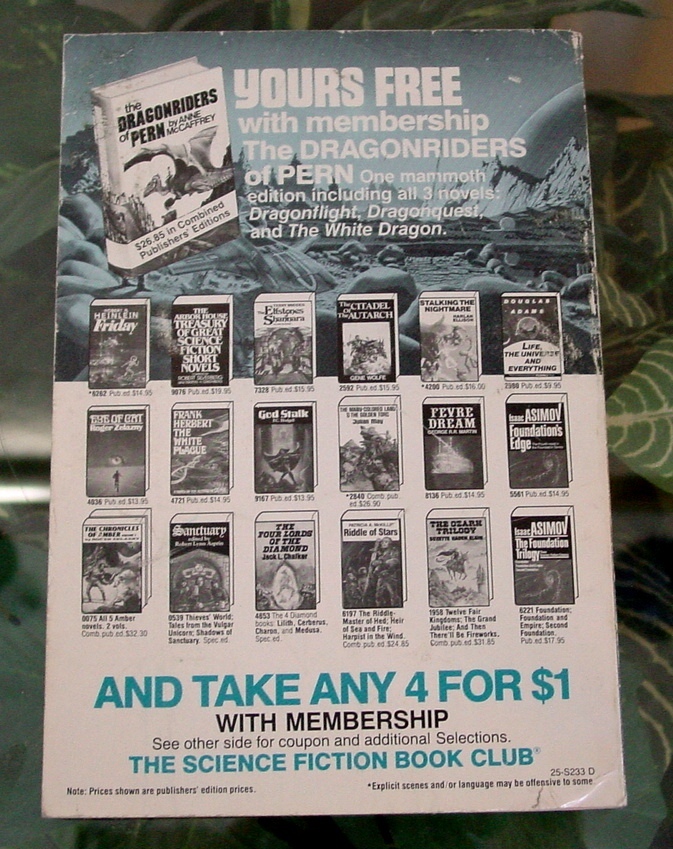 the
DRAGONRIDERS
of PERN by ANNE
McCAFFREY
$26.85 in Combined
Publishers' Editions
YOURS FREE
with membership
The DRAGONRIDERS
of PERN One mammoth
edition including all 3 novels:
Dragonflight, Dragonquest,
and The White Dragon.
HEINLEIN
Friday
*6262 Pub.ed.$14.95
THE
ARBOR HOUSE
TREASURY
OF GREAT
SCIENCE
FICTION
SHORT
NOVELS
9076 Pub.ed.$19.95
The
Elfstones
of
Shannara
7328 Pub.ed.$15.95
The CITADEL
Of The
AUTARCH
GENE WOLFE
2592 Pub.ed.$15.95
STALKING THE
NIGHTMARE
HARLAN
ELLISON
*4200 Pub.ed.$16.00
DOUGLAS
ADAMS
LIFE,
THE UNIVERSE
AND
EVERYTHING
2980 Pub.ed.$9.95
EYE OF CAT
Roger Zelazny
4036 Pub.ed.$13.95
FRANK
HERBERT
THE
WHITE
PLAGUE
4721 Pub.ed.$14.95
God Stalk
P.C. Hodgell
9167 Pub.ed.$13.95
THE MANY-COLORED LAND
& THE GOLDEN TORC
Julian May
*2840 Comb. pub.
ed.$26.90
FEVRE
DREAM
GEORGE R.R. MARTIN
8136 Pub.ed.$14.95
Isaac ASIMOV
Foundation's
Edge
5561 Pub.ed.$14.95
THE CHRONICLES
OF AMBER
0075 All 5 Amber
novels. 2 vols.
Comb.pub.ed.$32.30
Sanctuary
edited by
Robert Lynn Asprin
0539 Thieves' World;
Tales from the Vulgar
Unicorn; Shadows of
Sanctuary. Spec.ed.
THE
FOUR LORDS
OF THE
DIAMOND
Jack L. Chalker
4653 The 4 Diamond
books: Lilith, Cerberus,
Charon, and Medusa.
Spec.ed.
PATRICIA A. McKILLIP
Riddle of Stars
6197 The Riddle-
Master of Hed; Heir
of Sea and Fire;
Harpist in the Wind.
Comb pub.ed.$24.85
THE OZARK
TRILOGY
SUZETTE HADEN ELGIN
1958 Twelve Fair
Kingdoms; The Grand
Jubilee; And Then
There'll Be Fireworks.
Comb. pub.ed.$31.85
Isaac ASIMOV
The Foundation
Trilogy
6221 Foundation;
Foundation and
Empire; Second
Foundation.
Pub.ed.$17.95
AND TAKE ANY 4 FOR $1
WITH MEMBERSHIP
See other side for coupon and additional Selections.
THE SCIENCE FICTION BOOK CLUB®
25-S233 D
Note: Prices shown are publishers' edition prices.
*Explicit scenes and/or language may be offensive to some.